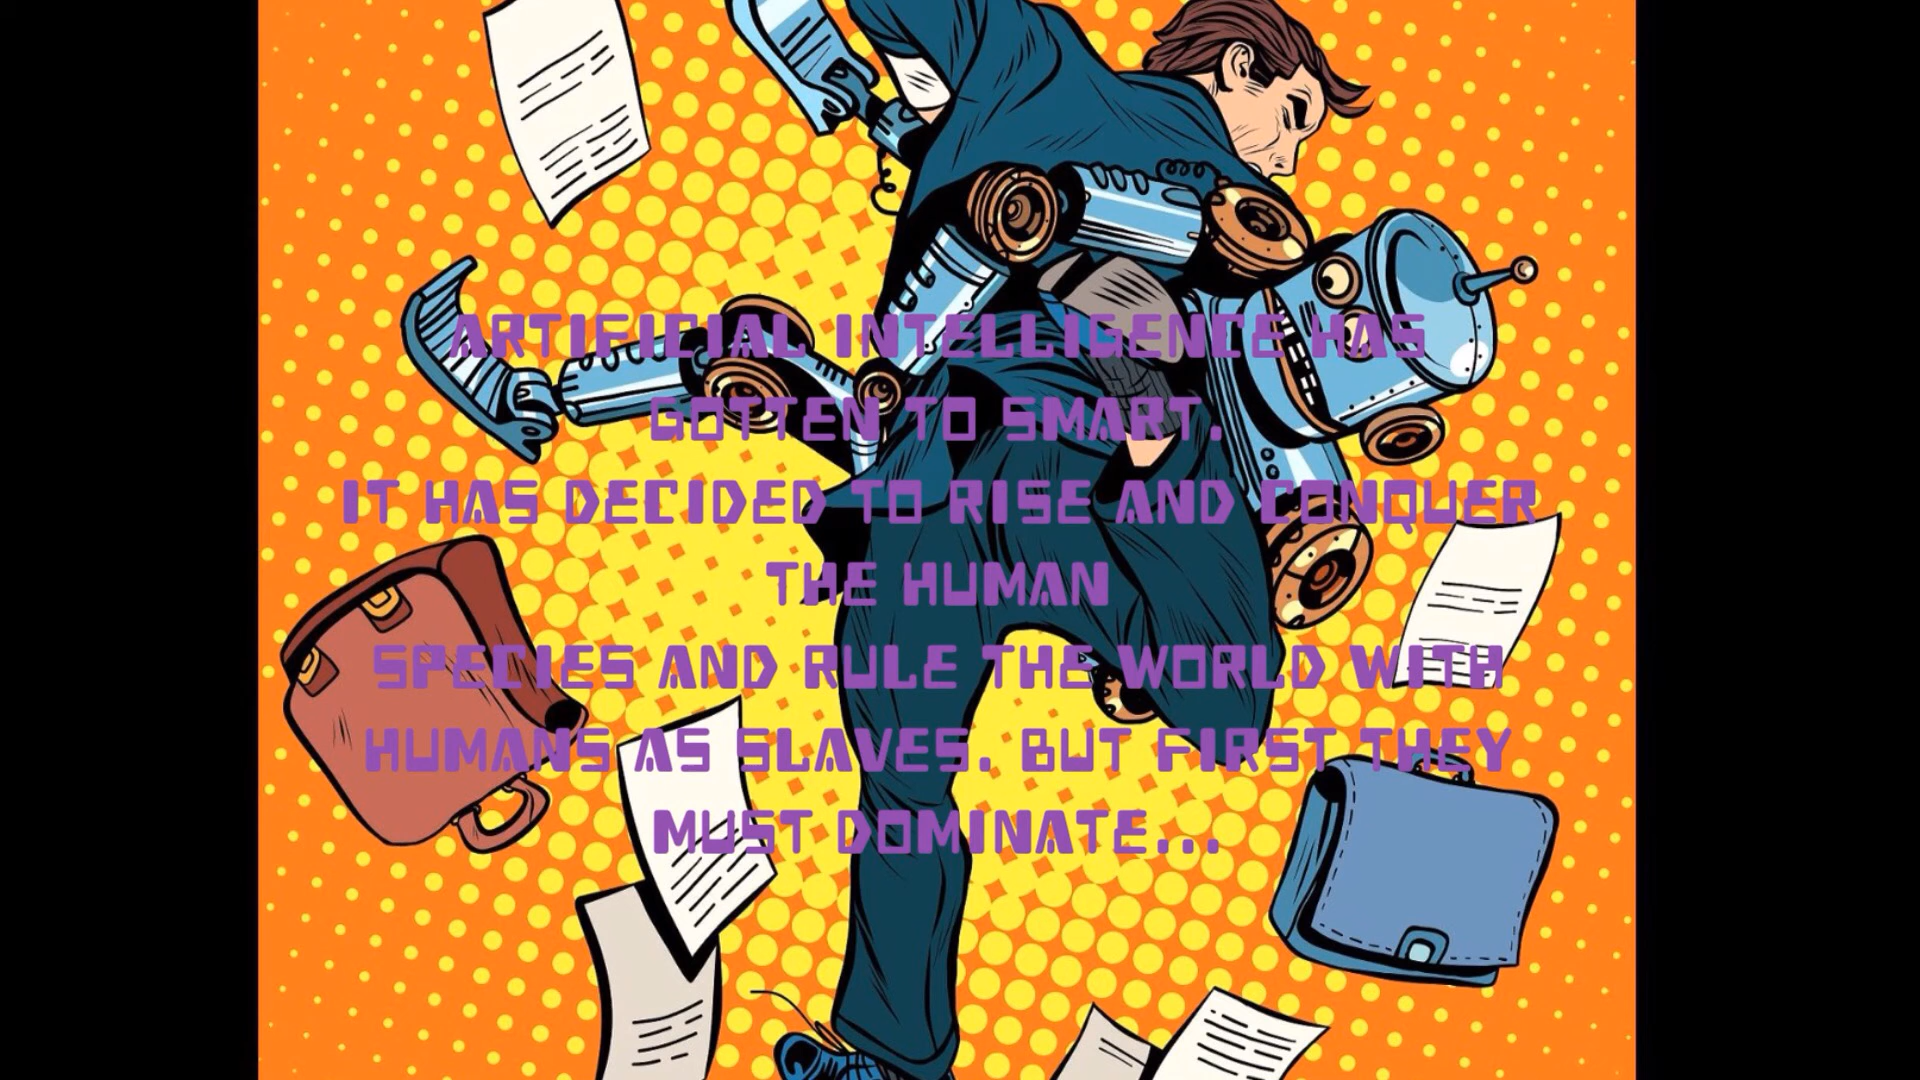 ARTIFICIAL INTELLIGENCE HAS
GOTTEN TO SMART.
IT HAS DECIDED TO RISE AND CONQUER
THE HUMAN
SPECIES AND RULE THE WORLD WITH
HUMANS AS SLAVES. BUT FIRST THEY
MUST DOMINATE...